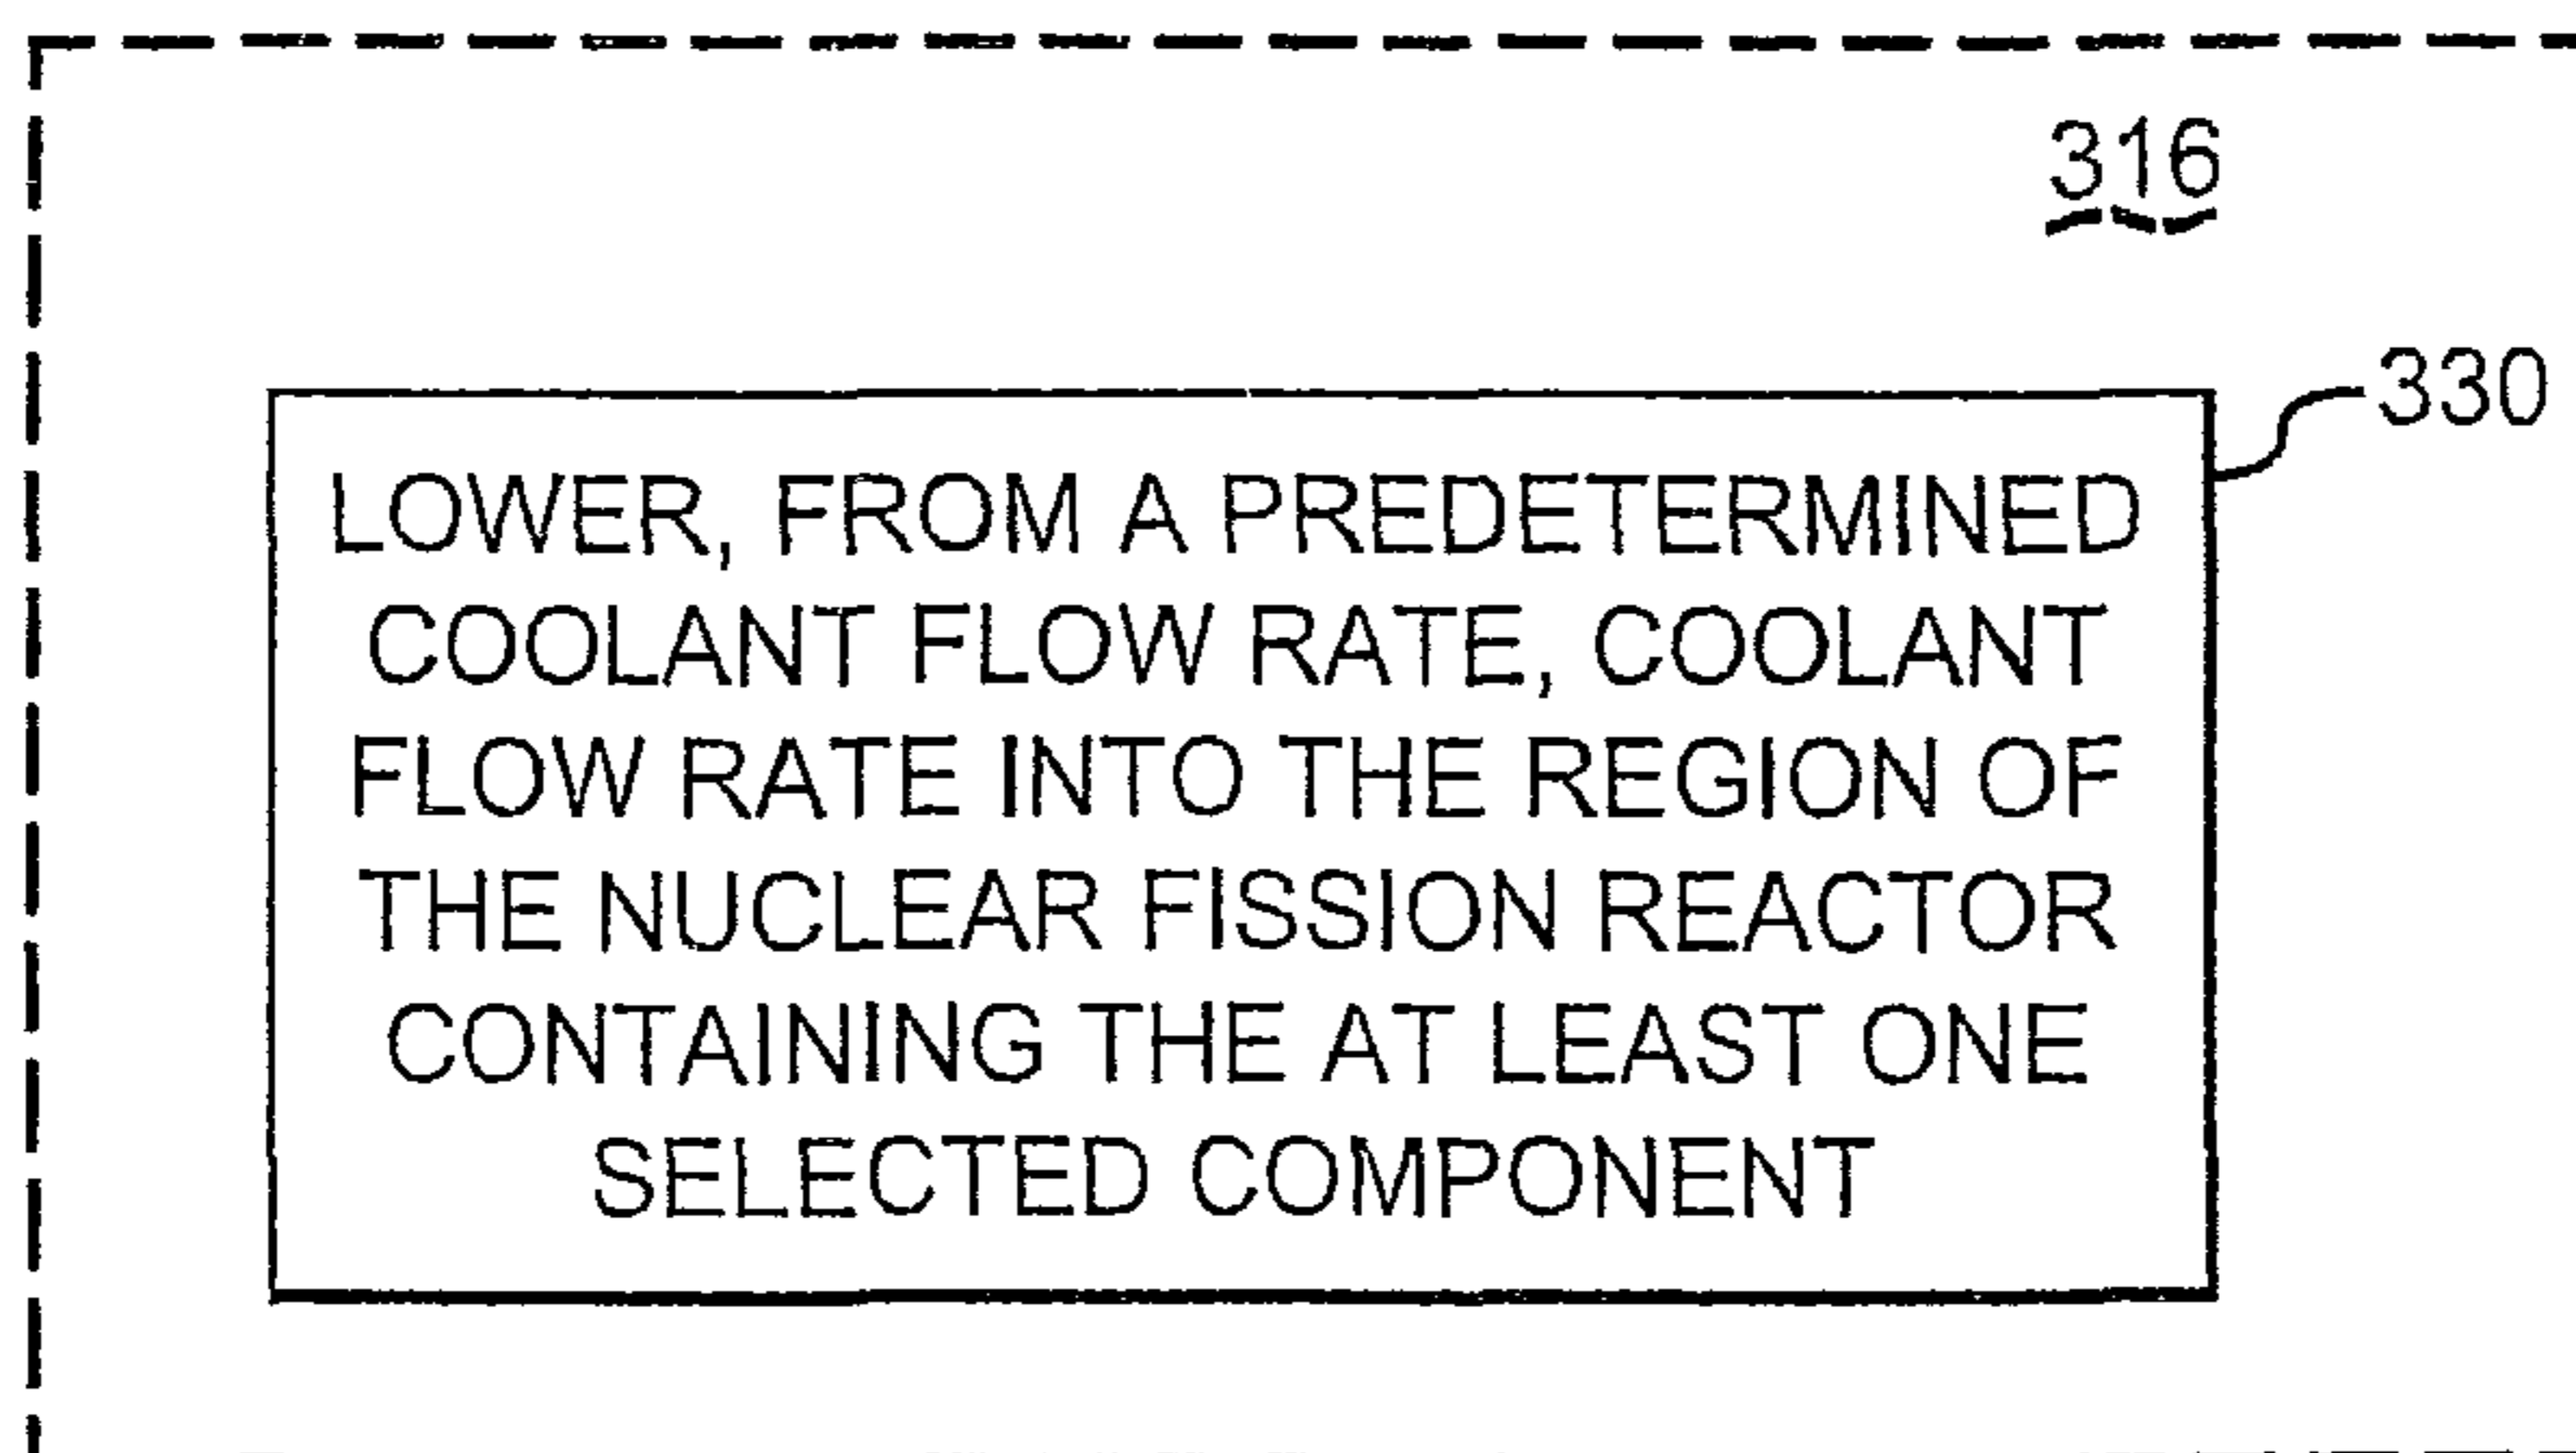 316
330
LOWER, FROM A PREDETERMINED
COOLANT FLOW RATE, COOLANT
FLOW RATE INTO THE REGION OF
THE NUCLEAR FISSION REACTOR
CONTAINING THE AT LEAST ONE
SELECTED COMPONENT